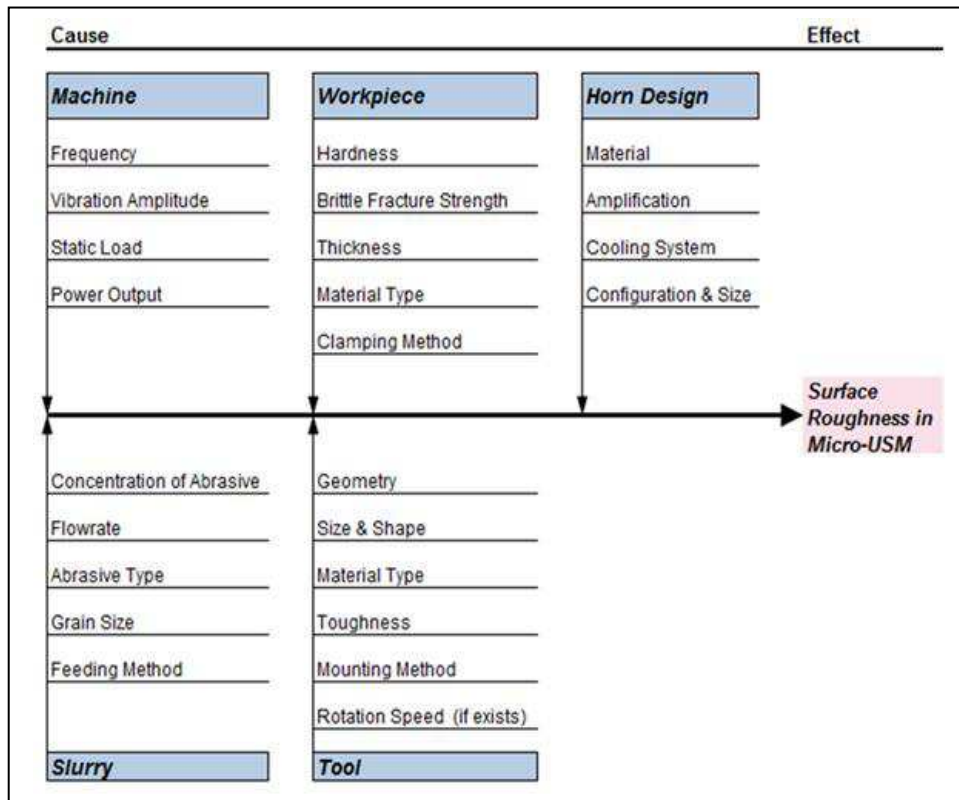 Cause
Effect
Machine
Frequency
Vibration Amplitude
Static Load
Power Output
Workpiece
Hardness
Brittle Fracture Strength
Thickness
Material Type
Clamping Method
Horn Design
Material
Amplification
Cooling System
Configuration & Size
Surface
Roughness in
Micro-USM
Concentration of Abrasive
Flowrate
Abrasive Type
Grain Size
Feeding Method
Slurry
Geometry
Size & Shape
Material Type
Toughness
Mounting Method
Rotation Speed (if exists)
Tool